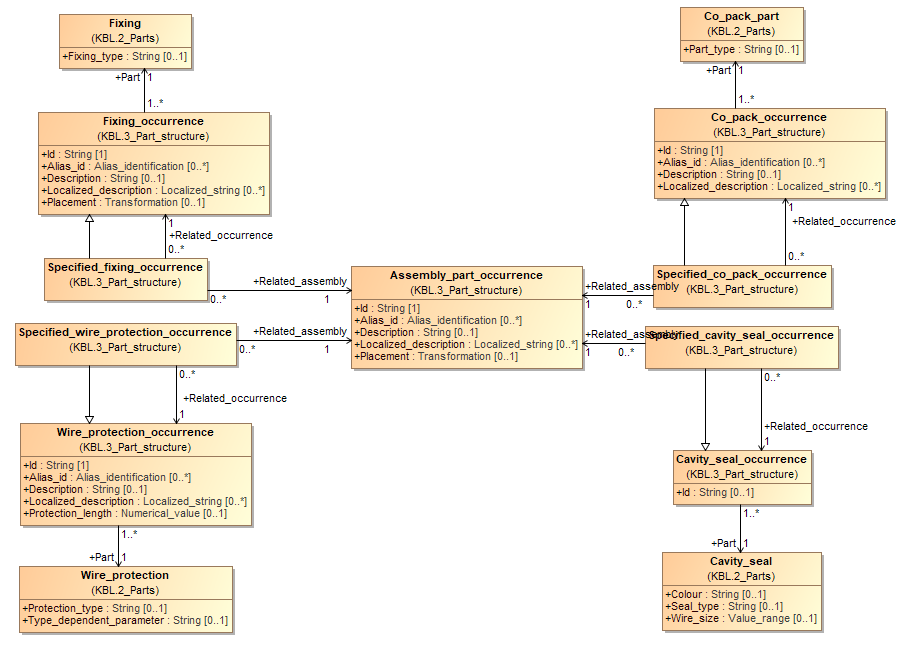 Fixing
(KBL.2_Parts)
+Fixing_type : String [0..1]
+Part
1
1..*
Fixing_occurrence
(KBL.3_Part_structure)
+Id : String [1]
+Alias_id : Alias_identification [0..*]
+Description : String [0..1]
+Localized_description : Localized_string [0..*]
+Placement : Transformation [0..1]
1
+Related_occurrence
0..*
Specified_fixing_occurrence
(KBL.3_Part_structure)
+Related_assembly
0..*
1
Specified_wire_protection_occurrence
(KBL.3_Part_structure)
+Related_assembly
0..*
1
0..*
+Related_occurrence
1
Wire_protection_occurrence
(KBL.3_Part_structure)
+Id : String [1]
+Alias_id : Alias_identification [0..*]
+Description : String [0..1]
+Localized_description : Localized_string [0..*]
+Protection_length : Numerical_value [0..1]
1..*
+Part
1
Wire_protection
(KBL.2_Parts)
+Protection_type : String [0..1]
+Type_dependent_parameter : String [0..1]
Assembly_part_occurrence
(KBL.3_Part_structure)
+Id : String [1]
+Alias_id : Alias_identification [0..*]
+Description : String [0..1]
+Localized_description : Localized_string [0..*]
+Placement : Transformation [0..1]
Co_pack_part
(KBL.2_Parts)
+Part_type : String [0..1]
+Part
1
1..*
Co_pack_occurrence
(KBL.3_Part_structure)
+Id : String [1]
+Alias_id : Alias_identification [0..*]
+Description : String [0..1]
+Localized_description : Localized_string [0..*]
1
+Related_occurrence
0..*
Specified_co_pack_occurrence
(KBL.3_Part_structure)
+Related_assembly
1
0..*
Specified_cavity_seal_occurrence
(KBL.3_Part_structure)
+Related_assembly
1
0..*
0..*
+Related_occurrence
1
Cavity_seal_occurrence
(KBL.3_Part_structure)
+Id : String [0..1]
1..*
+Part
1
Cavity_seal
(KBL.2_Parts)
+Colour : String [0..1]
+Seal_type : String [0..1]
+Wire_size : Value_range [0..1]